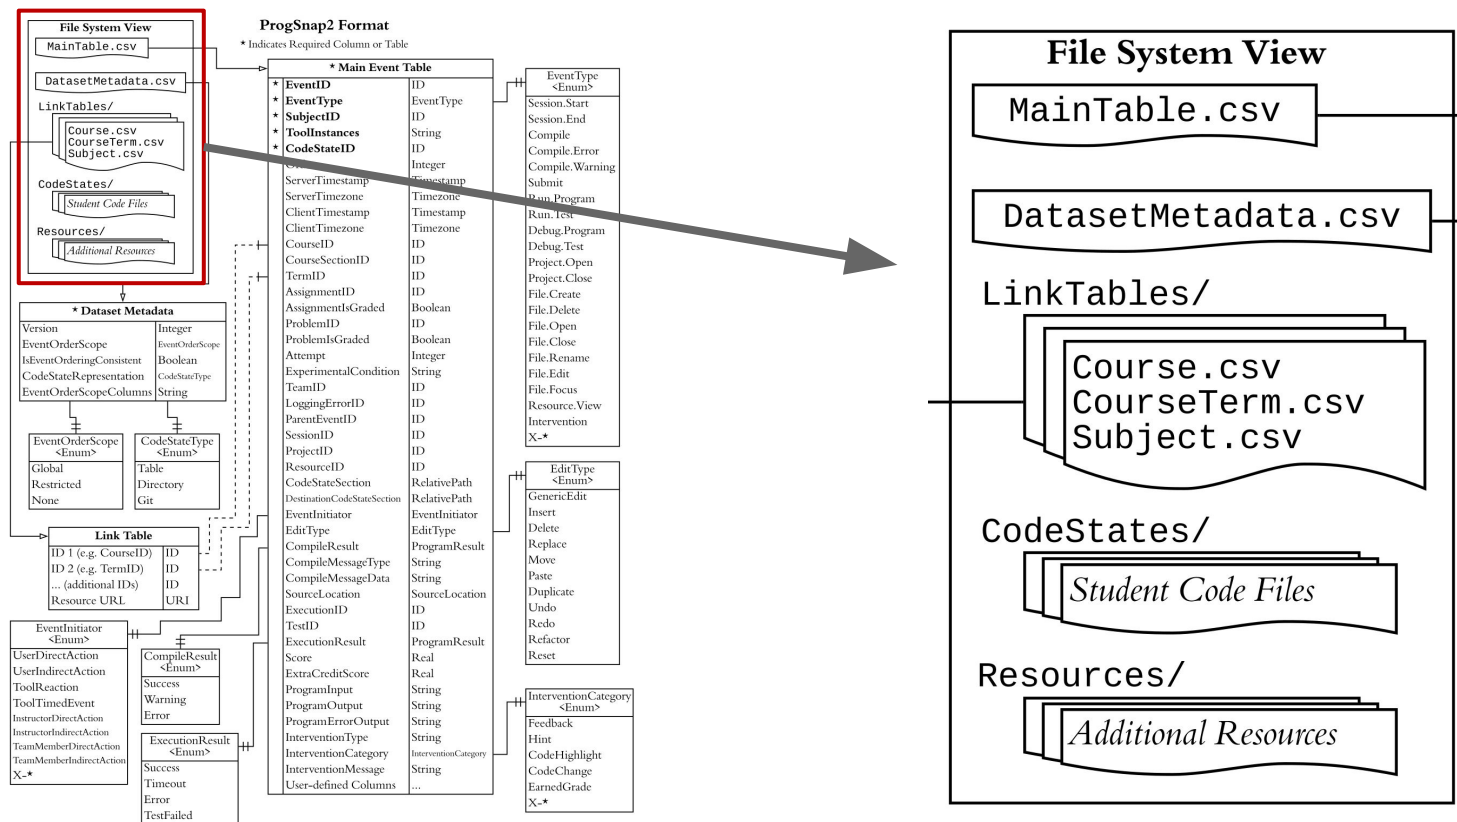 File System View
MainTable.csv
DatasetMetadata.csv
LinkTables/
Course.csv
CourseTerm.csv
Subject.csv
CodeStates/
Student Code Files
Resources/
Additional Resources
ProgSnap2 Format
* Indicates Required Column or Table
* Main Event Table
* EventID ID
* EventType EventType
* SubjectID ID
* ToolInstances String
* CodeStateID ID
Integer
ServerTimestamp Timestamp
ServerTimezone Timezone
ClientTimestamp Timestamp
ClientTimezone Timezone
CourseID ID
CourseSectionID ID
TermID ID
AssignmentID ID
AssignmentIsGraded Boolean
ProblemID ID
ProblemIsGraded Boolean
Attempt Integer
ExperimentalCondition String
TeamID ID
LoggingErrorID ID
ParentEventID ID
SessionID ID
ProjectID ID
ResourceID ID
CodeStateSection RelativePath
DestinationCodeStateSection RelativePath
EventInitiator EventInitiator
EditType EditType
CompileResult ProgramResult
CompileMessageType String
CompileMessageData String
SourceLocation SourceLocation
ExecutionID ID
TestID ID
ExecutionResult ProgramResult
Score Real
ExtraCreditScore Real
ProgramInput String
ProgramOutput String
ProgramErrorOutput String
InterventionType String
InterventionCategory InterventionCategory
InterventionMessage String
User-defined Columns ...
EventType
<Enum>
Session.Start
Session.End
Compile
Compile.Error
Compile.Warning
Submit
Run.Program
Run.Test
Debug.Program
Debug.Test
Project.Open
Project.Close
File.Create
File.Delete
File.Open
File.Close
File.Rename
File.Edit
File.Focus
Resource.View
Intervention
X-*
EditType
<Enum>
GenericEdit
Insert
Delete
Replace
Move
Paste
Duplicate
Undo
Redo
Refactor
Reset
InterventionCategory
<Enum>
Feedback
Hint
CodeHighlight
CodeChange
EarnedGrade
X-*
* Dataset Metadata
Version Integer
EventOrderScope EventOrderScope
IsEventOrderingConsistent Boolean
CodeStateRepresentation CodeStateType
EventOrderScopeColumns String
EventOrderScope
<Enum>
Global
Restricted
None
CodeStateType
<Enum>
Table
Directory
Git
Link Table
ID 1 (e.g. CourseID) ID
ID 2 (e.g. TermID) ID
... (additional IDs) ID
Resource URL URI
EventInitiator
<Enum>
UserDirectAction
UserIndirectAction
ToolReaction
ToolTimedEvent
InstructorDirectAction
InstructorIndirectAction
TeamMemberDirectAction
TeamMemberIndirectAction
X-*
CompileResult
<Enum>
Success
Warning
Error
ExecutionResult
<Enum>
Success
Timeout
Error
TestFailed
File System View
MainTable.csv
DatasetMetadata.csv
LinkTables/
Course.csv
CourseTerm.csv
Subject.csv
CodeStates/
Student Code Files
Resources/
Additional Resources